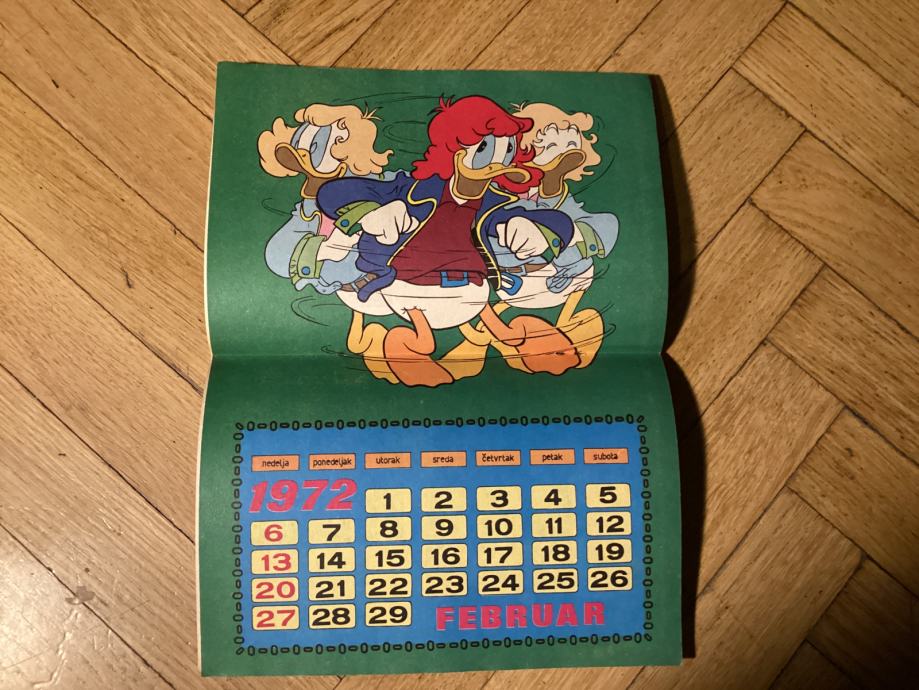 nedelja ponedeljak utorak sreda četvrtak petak subota
1972 1 2 3 4 5
6 7 8 9 10 11 12
13 14 15 16 17 18 19
20 21 22 23 24 25 26
27 28 29 FEBRUAR